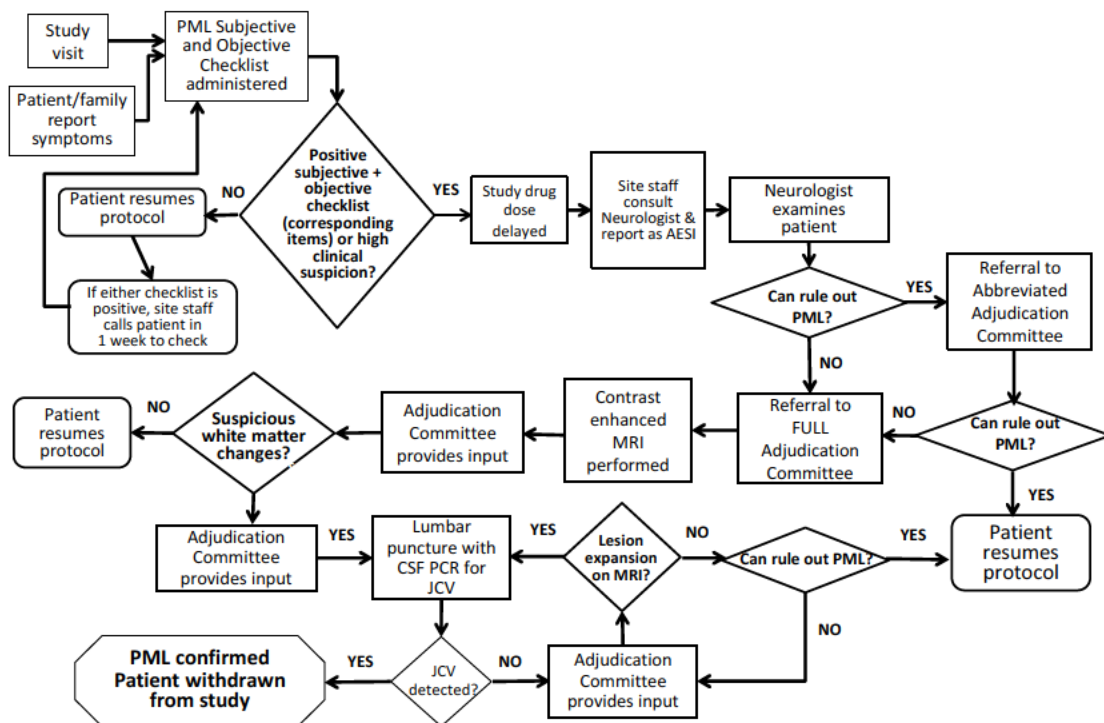 Study
visit
PML Subjective
and Objective
Checklist
administered
Patient/family
report
symptoms
Positive
subjective +
objective
checklist
(corresponding
items) or high
clinical
suspicion?
NO
Patient resumes
protocol
If either checklist is
positive, site staff
calls patient in
1 week to check
YES
Study drug
dose
delayed
Site staff
consult
Neurologist &
report as AESI
Neurologist
examines
patient
Can rule out
PML?
YES
Referral to
Abbreviated
Adjudication
Committee
NO
Can rule out
PML?
NO
YES
Patient
resumes
protocol
Referral to
FULL
Adjudication
Committee
Contrast
enhanced
MRI
performed
Adjudication
Committee
provides input
Suspicious
white matter
changes?
NO
Patient
resumes
protocol
Adjudication
Committee
provides input
YES
Lumbar
puncture with
CSF PCR for
JCV
YES
Lesion
expansion
on MRI?
NO
Can rule out PML?
YES
NO
JCV
detected?
YES
PML confirmed
Patient withdrawn
from study
NO
Adjudication
Committee
provides input